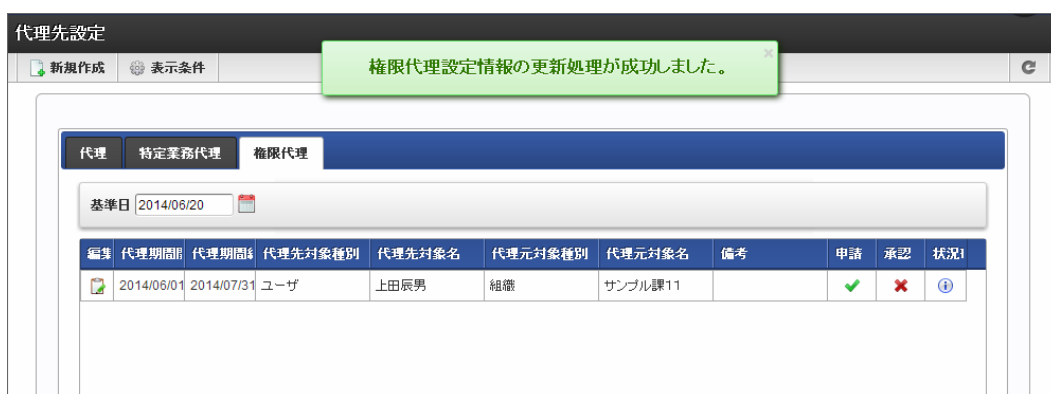 代理先設定
新規作成 表示条件
権限代理設定情報の更新処理が成功しました。 ×
代理 特定業務代理 権限代理
基準日 2014/06/20
編集 代理期間 代理期間 代理先対象種別 代理先対象名 代理元対象種別 代理元対象名 備考 申請 承認 状況
2014/06/01 2014/07/31 ユーザ 上田辰男 組織 サンプル課11